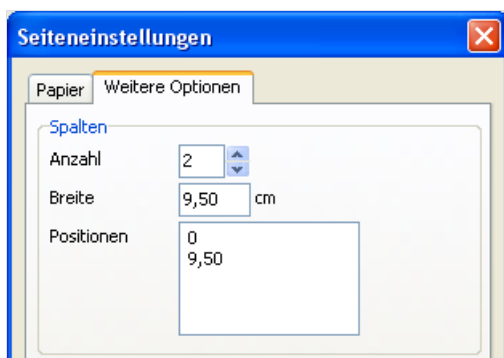 Seiteneinstellungen
Papier Weitere Optionen
Spalten
Anzahl 2
Breite 9,50 cm
Positionen 0
9,50